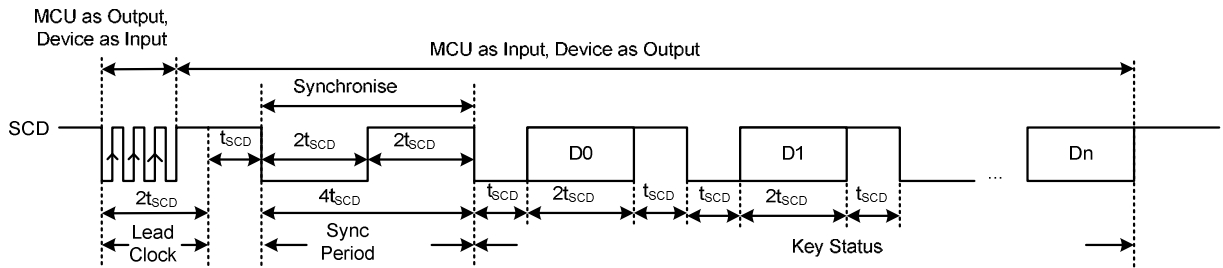 MCU as Output,
Device as Input
MCU as Input, Device as Output
Synchronise
SCD
tSCD
2tSCD
2tSCD
D0
D1
Dn
...
2tSCD
4tSCD
tSCD
2tSCD
tSCD
tSCD
2tSCD
tSCD
Lead
Clock
Sync
Period
Key Status